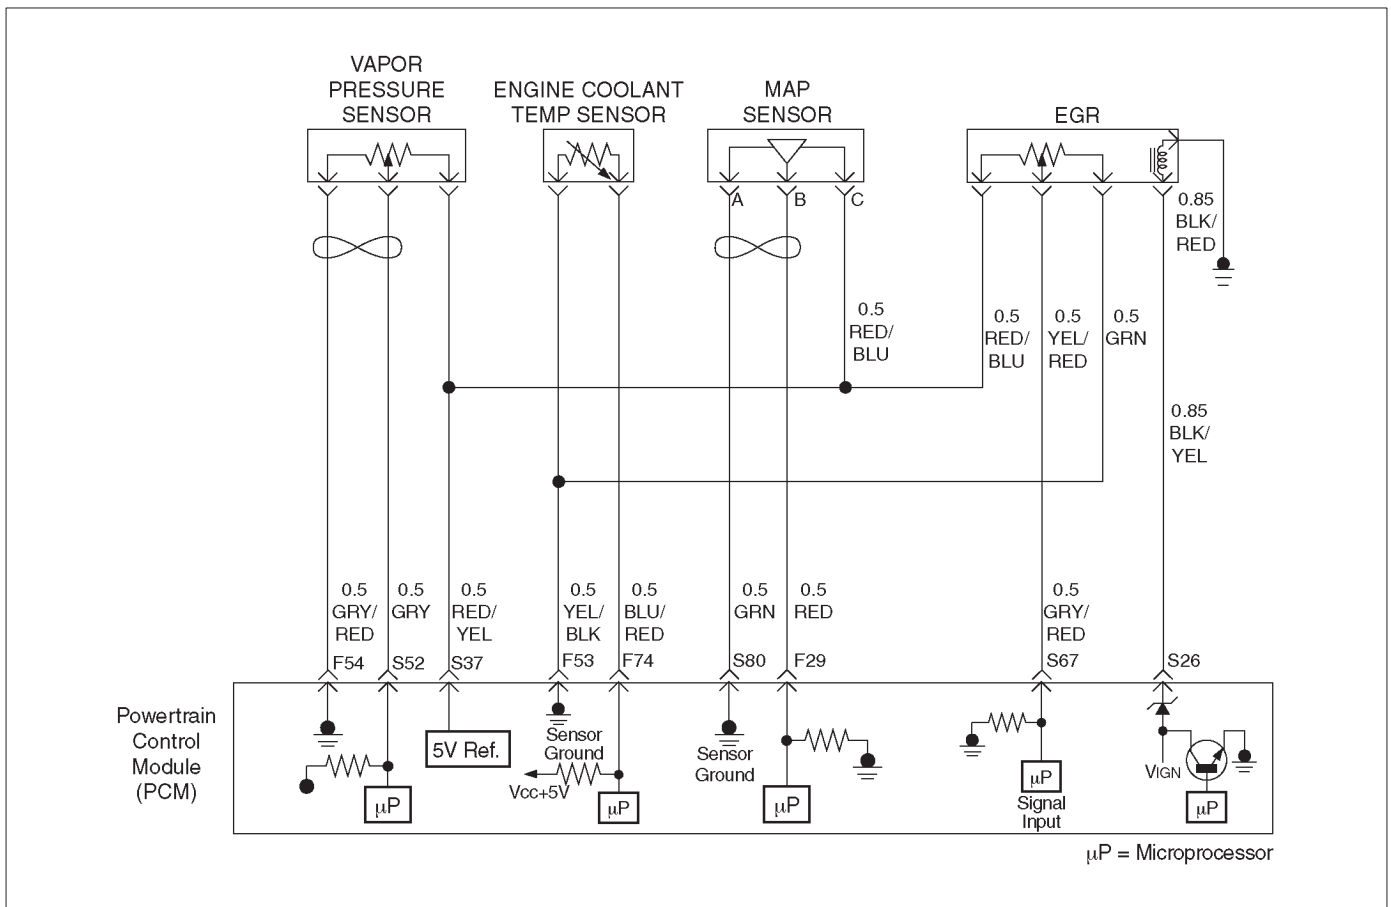 VAPOR
PRESSURE
SENSOR
ENGINE COOLANT
TEMP SENSOR
MAP
SENSOR
EGR
A
B
C
0.85
BLK/
RED
0.5
RED/
BLU
0.5
RED/
BLU
0.5
YEL/
RED
0.5
GRN
0.85
BLK/
YEL
0.5
GRY/
RED
0.5
GRY
0.5
RED/
YEL
0.5
YEL/
BLK
0.5
BLU/
RED
0.5
GRN
0.5
RED
0.5
GRY/
RED
F54
S52
S37
F53
F74
S80
F29
S67
S26
Powertrain
Control
Module
(PCM)
5V Ref.
Sensor
Ground
Vcc+5V
Sensor
Ground
VIGN
µP
µP
µP
µP
Signal
Input
µP
µP = Microprocessor